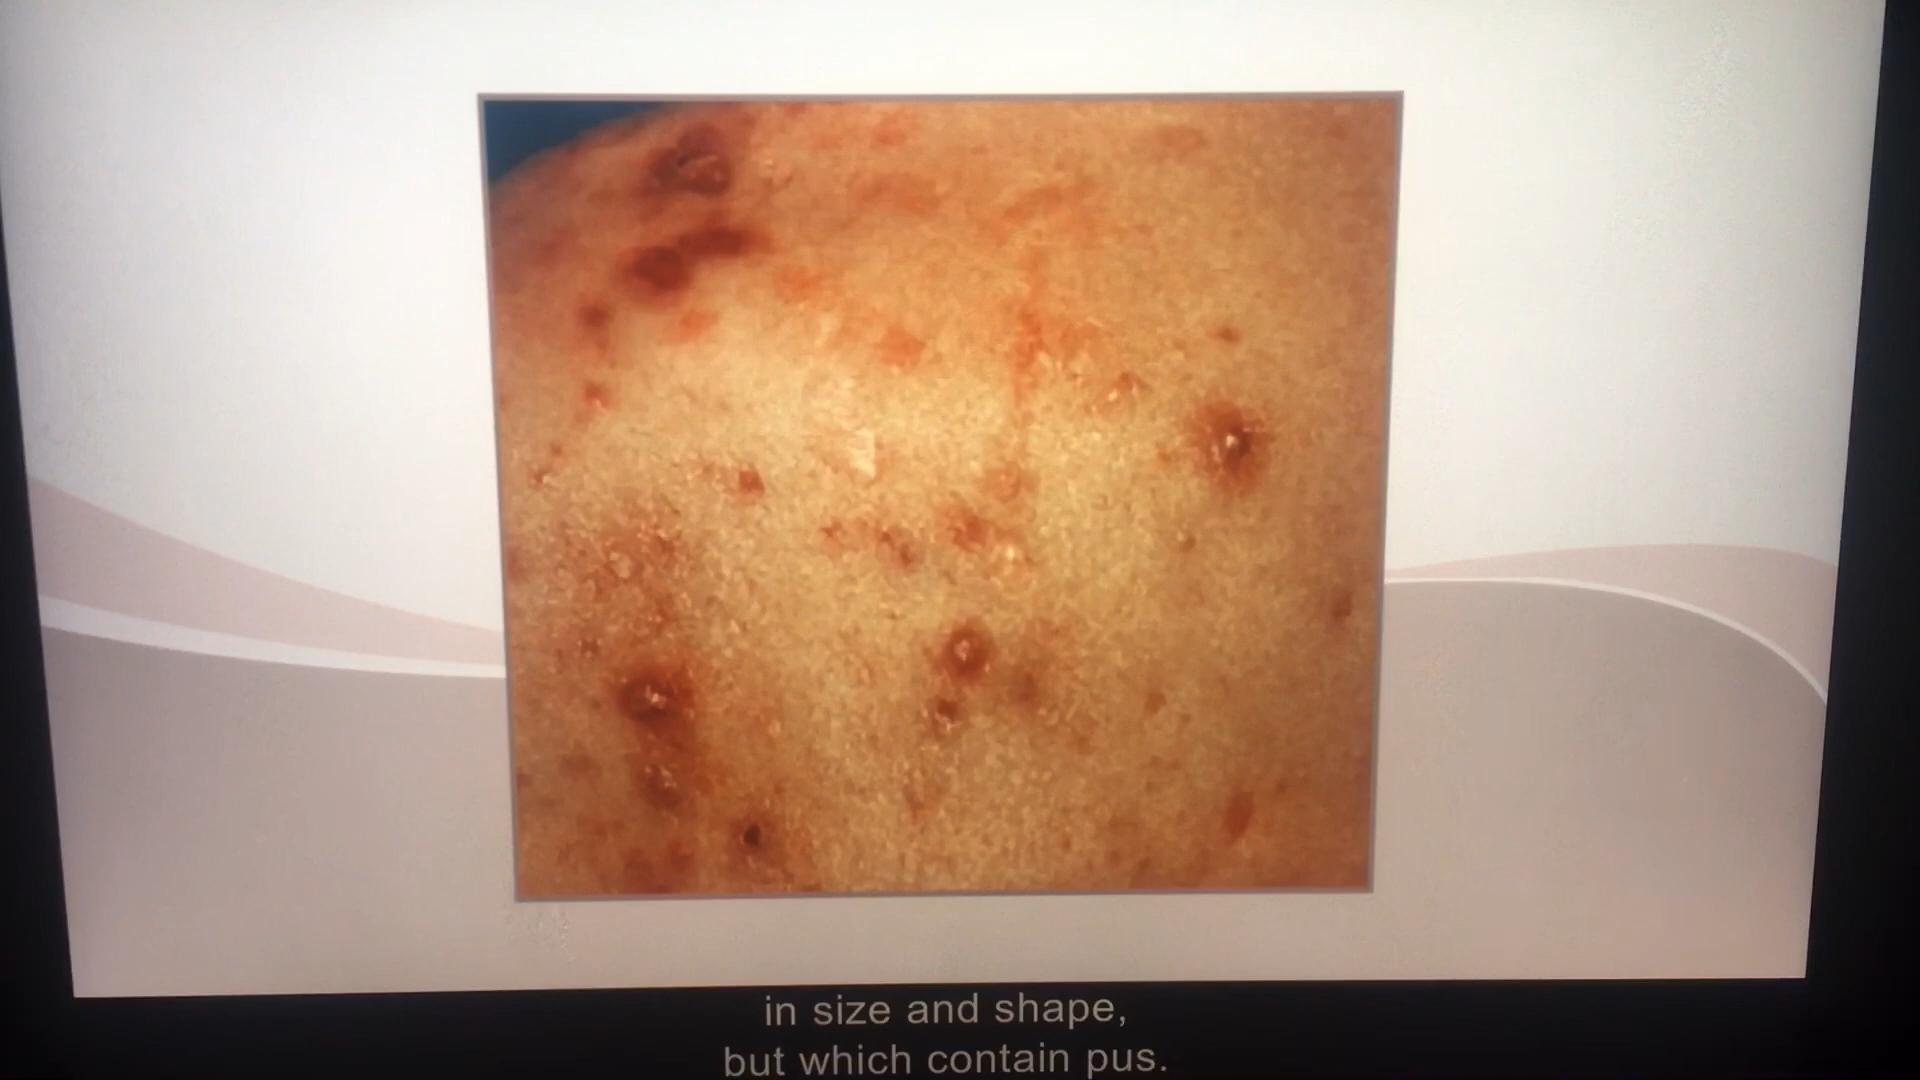 in size and shape,
but which contain pus.